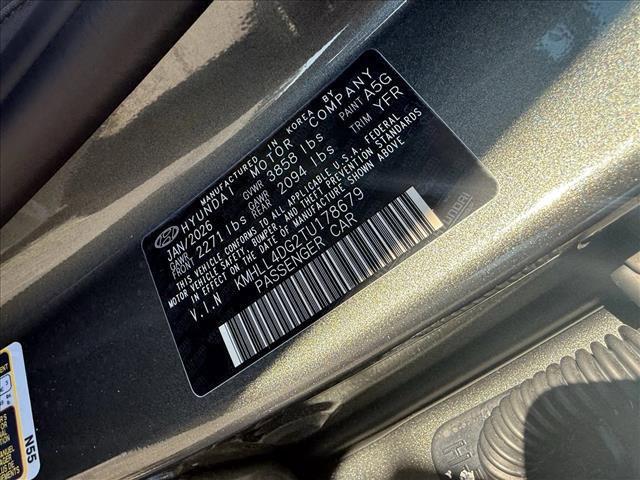 MANUFACTURED IN KOREA BY
HYUNDAI MOTOR COMPANY
JAN/2026 GVWR 3858 lbs PAINT A5G
GAWR FRONT 2271 lbs GAWR REAR 2094 lbs TRIM YFR
THIS VEHICLE CONFORMS TO ALL APPLICABLE U.S.A. FEDERAL
MOTOR VEHICLE SAFETY, BUMPER AND THEFT PREVENTION STANDARDS
IN EFFECT ON THE DATE OF MANUFACTURE SHOWN ABOVE
V.I.N KMHLL4DG2TU178679
PASSENGER CAR
HYUNDAI
N55